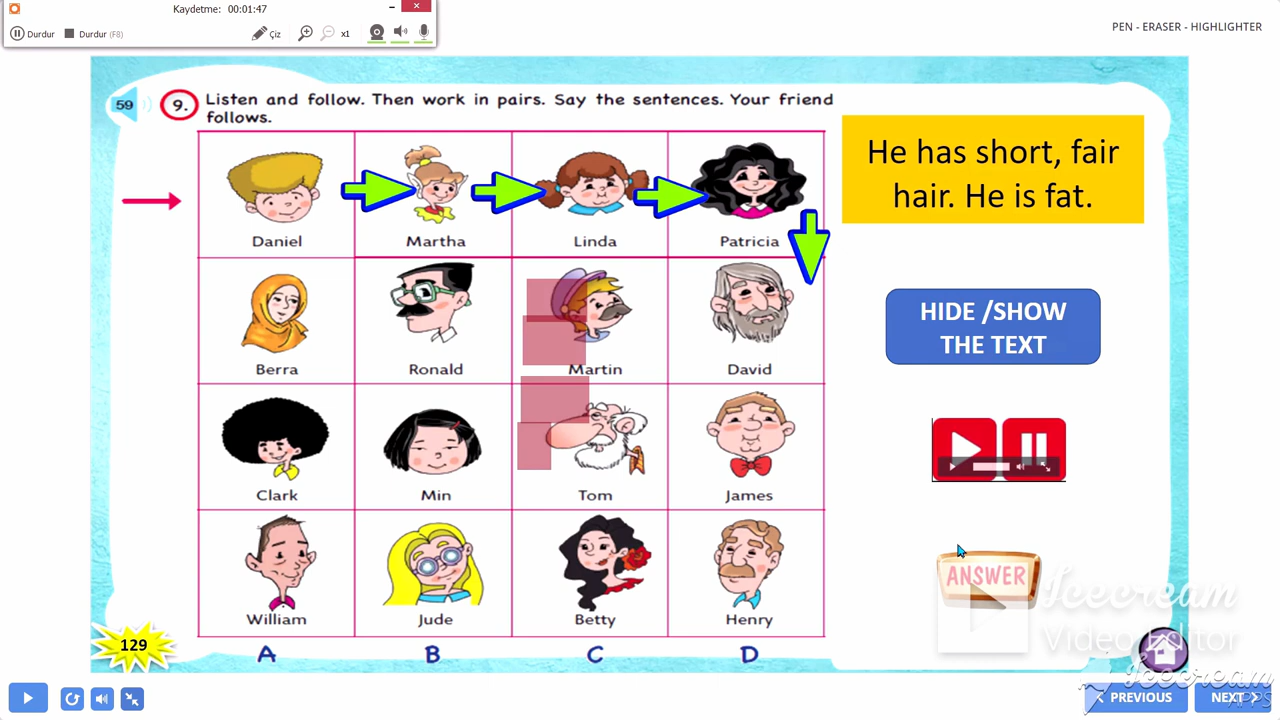 Kaydetme: 00:01:47
Durdur
Durdur (F8)
Çiz
x1
PEN - ERASER - HIGHLIGHTER
59
9. Listen and follow. Then work in pairs. Say the sentences. Your friend
follows.
He has short, fair
hair. He is fat.
Daniel Martha Linda Patricia
Berra Ronald Martin David
HIDE /SHOW
THE TEXT
Clark Min Tom James
William Jude Betty Henry
ANSWER
Icecream
Video Editor
129
A B C D
Icecream
APPS
PREVIOUS
NEXT